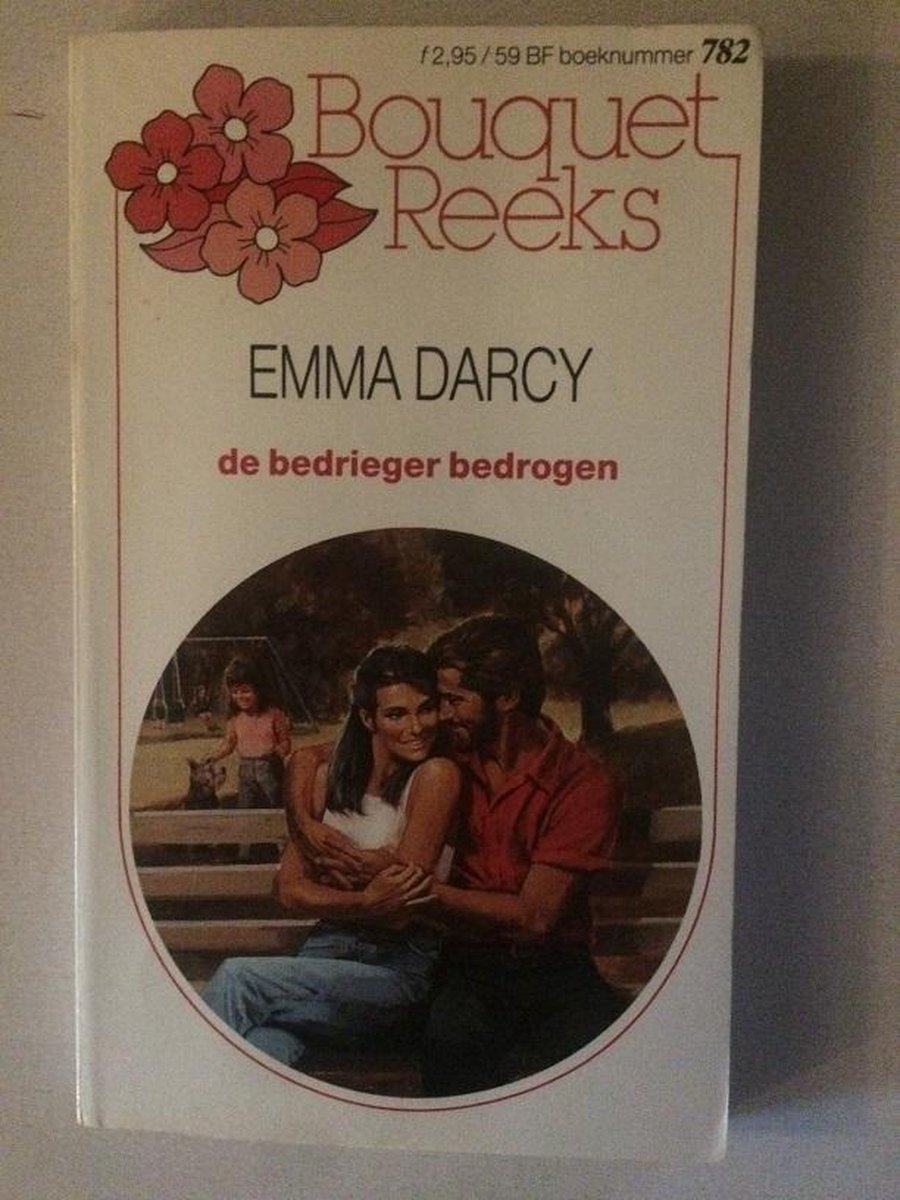 f 2,95 / 59 BF boeknummer 782
Bouquet
Reeks
EMMA DARCY
de bedrieger bedrogen